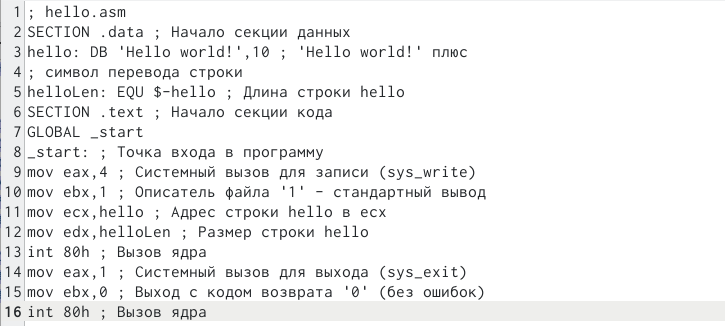 1 ; hello.asm
2 SECTION .data ; Начало секции данных
3 hello: DB 'Hello world!',10 ; 'Hello world!' плюс
4 ; символ перевода строки
5 helloLen: EQU $-hello ; Длина строки hello
6 SECTION .text ; Начало секции кода
7 GLOBAL _start
8 _start: ; Точка входа в программу
9 mov eax,4 ; Системный вызов для записи (sys_write)
10 mov ebx,1 ; Описатель файла '1' - стандартный вывод
11 mov ecx,hello ; Адрес строки hello в ecx
12 mov edx,helloLen ; Размер строки hello
13 int 80h ; Вызов ядра
14 mov eax,1 ; Системный вызов для выхода (sys_exit)
15 mov ebx,0 ; Выход с кодом возврата '0' (без ошибок)
16 int 80h ; Вызов ядра